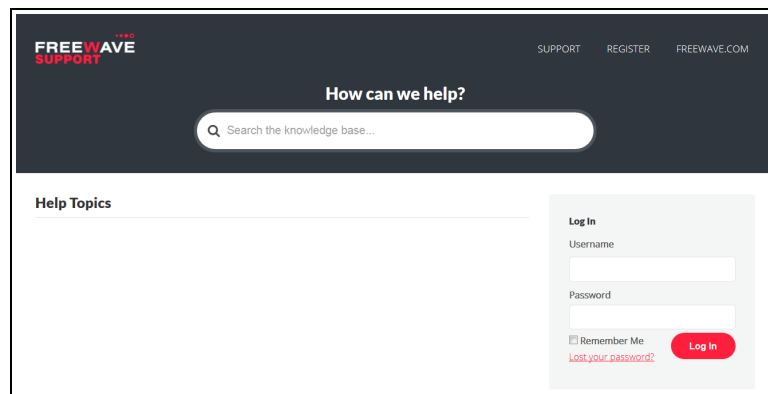 FREEWAVE
SUPPORT
SUPPORT REGISTER FREEWAVE.COM
How can we help?
Search the knowledge base...
Help Topics
Log In
Username
Password
Remember Me
Log In
Lost your password?